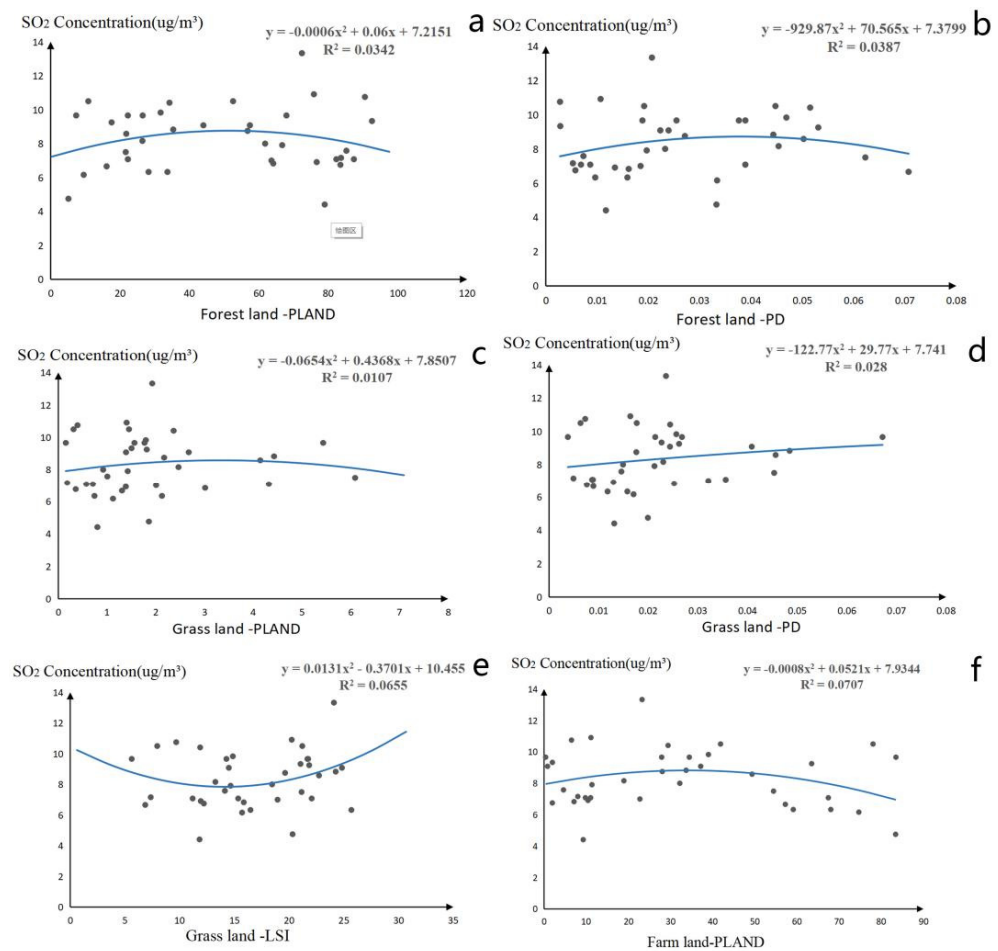 a
SO2 Concentration(ug/m³)
y = -0.0006x² + 0.06x + 7.2151
R² = 0.0342
14
12
10
8
6
4
2
0
绘图区
0 20 40 60 80 100 120
Forest land -PLAND
b
SO2 Concentration(ug/m³)
y = -929.87x² + 70.565x + 7.3799
R² = 0.0387
14
12
10
8
6
4
2
0
0 0.01 0.02 0.03 0.04 0.05 0.06 0.07 0.08
Forest land -PD
c
SO2 Concentration(ug/m³)
y = -0.0654x² + 0.4368x + 7.8507
R² = 0.0107
14
12
10
8
6
4
2
0
0 1 2 3 4 5 6 7 8
Grass land -PLAND
d
SO2 Concentration(ug/m³)
y = -122.77x² + 29.77x + 7.741
R² = 0.028
14
12
10
8
6
4
2
0
0 0.01 0.02 0.03 0.04 0.05 0.06 0.07 0.08
Grass land -PD
e
SO2 Concentration(ug/m³)
y = 0.0131x² - 0.3701x + 10.455
R² = 0.0655
14
12
10
8
6
4
2
0
0 5 10 15 20 25 30 35
Grass land -LSI
f
SO2 Concentration(ug/m³)
y = -0.0008x² + 0.0521x + 7.9344
R² = 0.0707
14
12
10
8
6
4
2
0
0 10 20 30 40 50 60 70 80 90
Farm land-PLAND